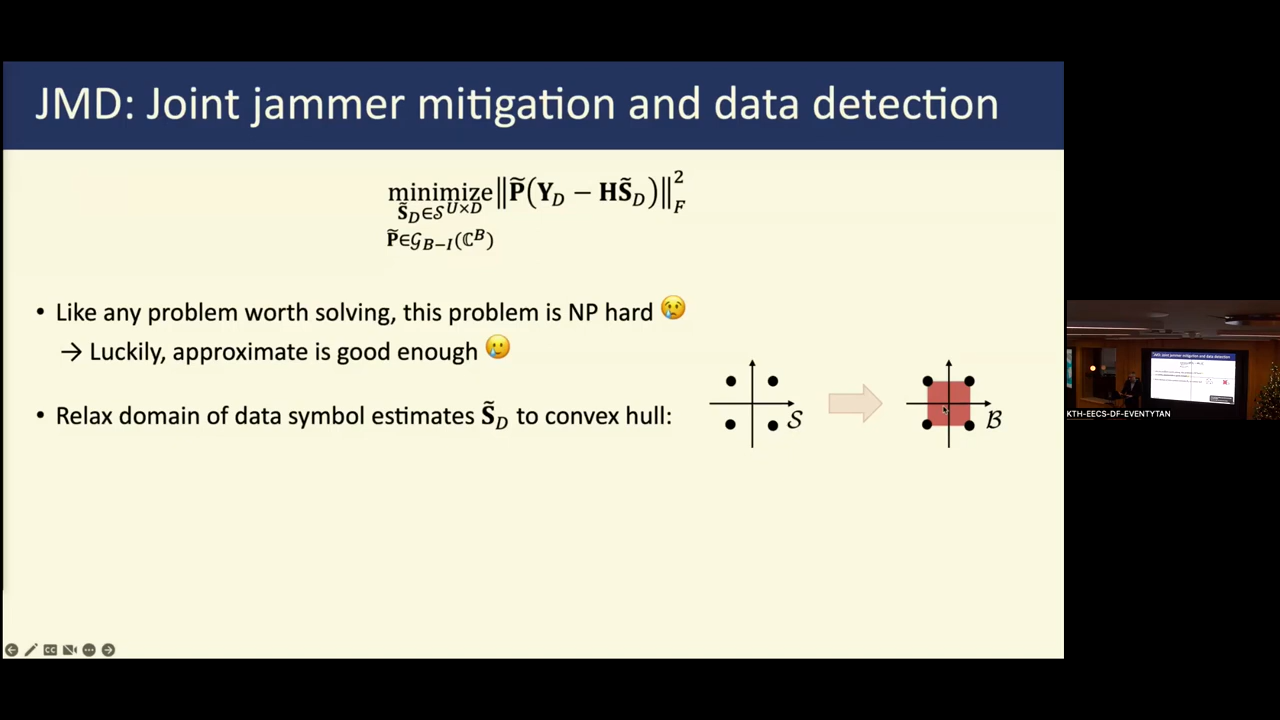 JMD: Joint jammer mitigation and data detection
minimize‖P̃(Y_D − HS̃_D)‖²_F
S̃_D∈𝒮^{U×D}
P̃∈𝒢_{B−I}(ℂ^B)
• Like any problem worth solving, this problem is NP hard 😢
→ Luckily, approximate is good enough 🥲
• Relax domain of data symbol estimates S̃_D to convex hull:
𝒮
ℬ
KTH-EECS-DF-EVENTYTAN